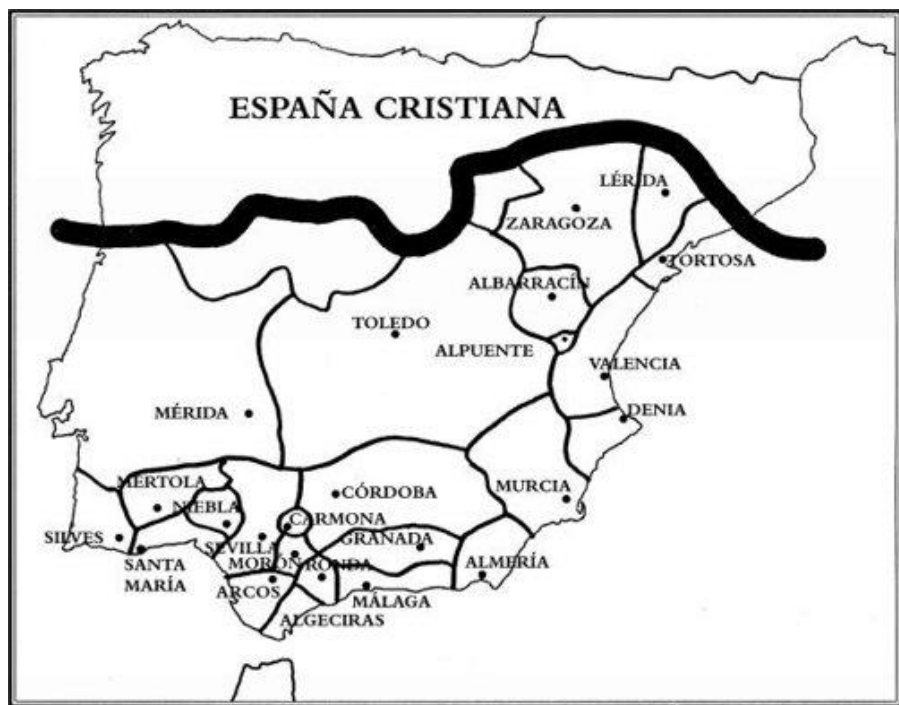 ESPAÑA CRISTIANA
LÉRIDA
ZARAGOZA
TORTOSA
ALBARRACÍN
TOLEDO
ALPUENTE
VALENCIA
MÉRIDA
DENIA
MÉRTOLA
CÓRDOBA
MURCIA
NIEBLA
CARMONA
SILVES
SEVILLA
GRANADA
SANTA
MARÍA
MORÓN
RONDA
ALMERÍA
ARCOS
MÁLAGA
ALGECIRAS